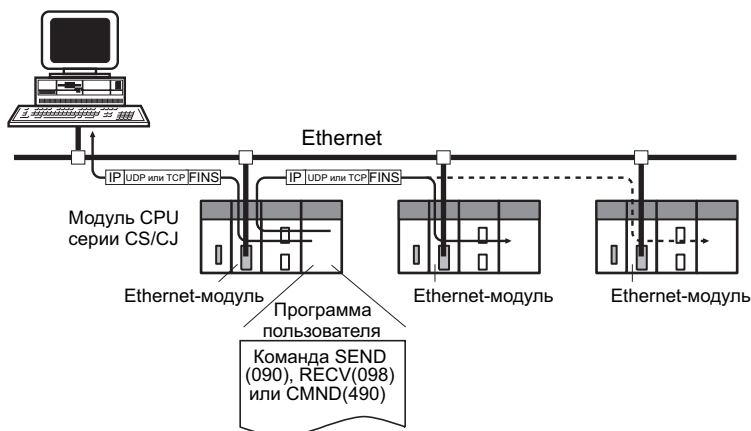 Ethernet
IP UDP или TCP FINS
IP UDP или TCP FINS
Модуль CPU
серии CS/CJ
Ethernet-модуль
Ethernet-модуль
Ethernet-модуль
Программа
пользователя
Команда SEND
(090), RECV(098)
или CMND(490)